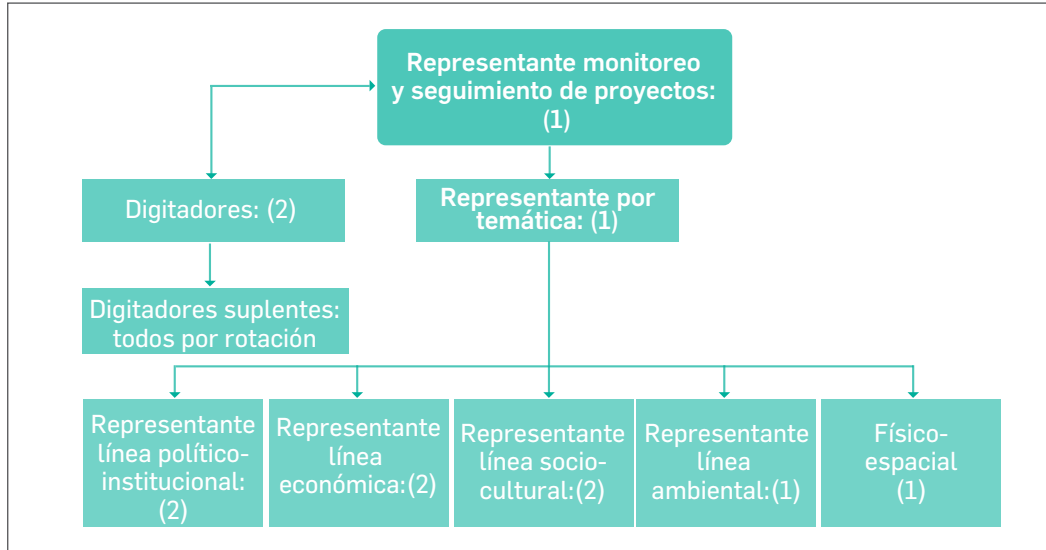 Representante monitoreo
y seguimiento de proyectos:
(1)
Digitadores: (2)
Representante por
temática: (1)
Digitadores suplentes:
todos por rotación
Representante
línea político-
institucional:
(2)
Representante
línea
económica:(2)
Representante
línea socio-
cultural:(2)
Representante
línea
ambiental:(1)
Físico-
espacial
(1)